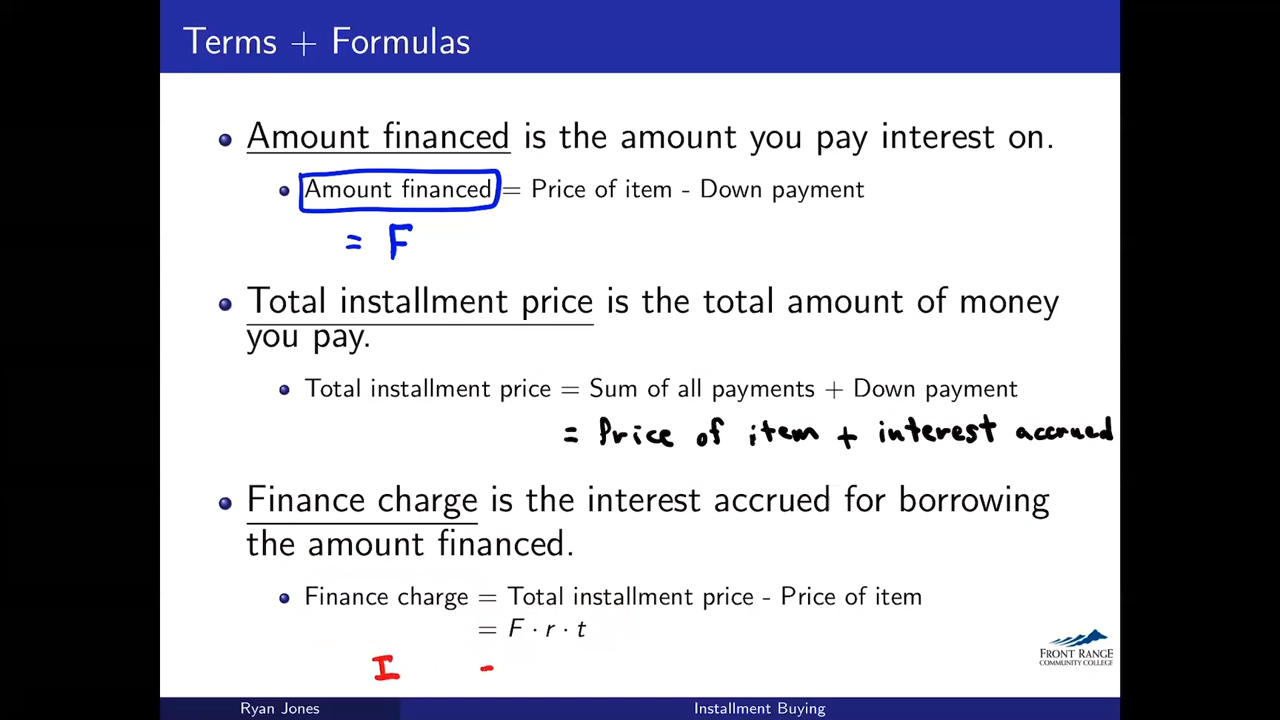 Terms + Formulas
Amount financed is the amount you pay interest on.
Amount financed = Price of item - Down payment
= F
Total installment price is the total amount of money
you pay.
Total installment price = Sum of all payments + Down payment
= Price of item + interest accrued
Finance charge is the interest accrued for borrowing
the amount financed.
Finance charge = Total installment price - Price of item
= F · r · t
I -
FRONT RANGE
COMMUNITY COLLEGE
Ryan Jones Installment Buying